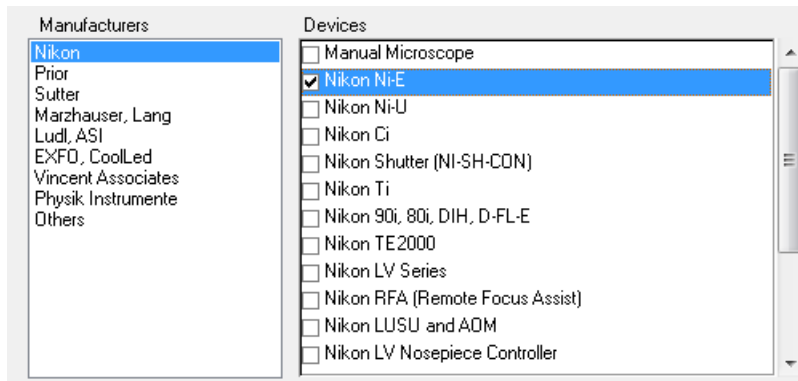 Manufacturers
Nikon
Prior
Sutter
Marzhauser, Lang
Ludl, ASI
EXFO, CoolLed
Vincent Associates
Physik Instrumente
Others
Devices
Manual Microscope
Nikon Ni-E
Nikon Ni-U
Nikon Ci
Nikon Shutter (NI-SH-CON)
Nikon Ti
Nikon 90i, 80i, DIH, D-FL-E
Nikon TE2000
Nikon LV Series
Nikon RFA (Remote Focus Assist)
Nikon LUSU and AOM
Nikon LV Nosepiece Controller